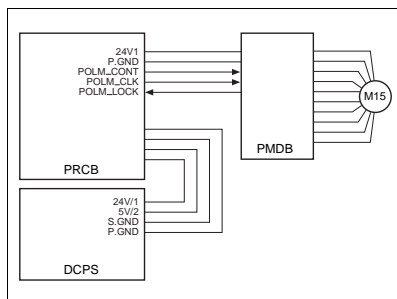 24V1
P.GND
POLM_CONT
POLM_CLK
POLM_LOCK
PRCB
PMDB
M15
24V/1
5V/2
S.GND
P.GND
DCPS